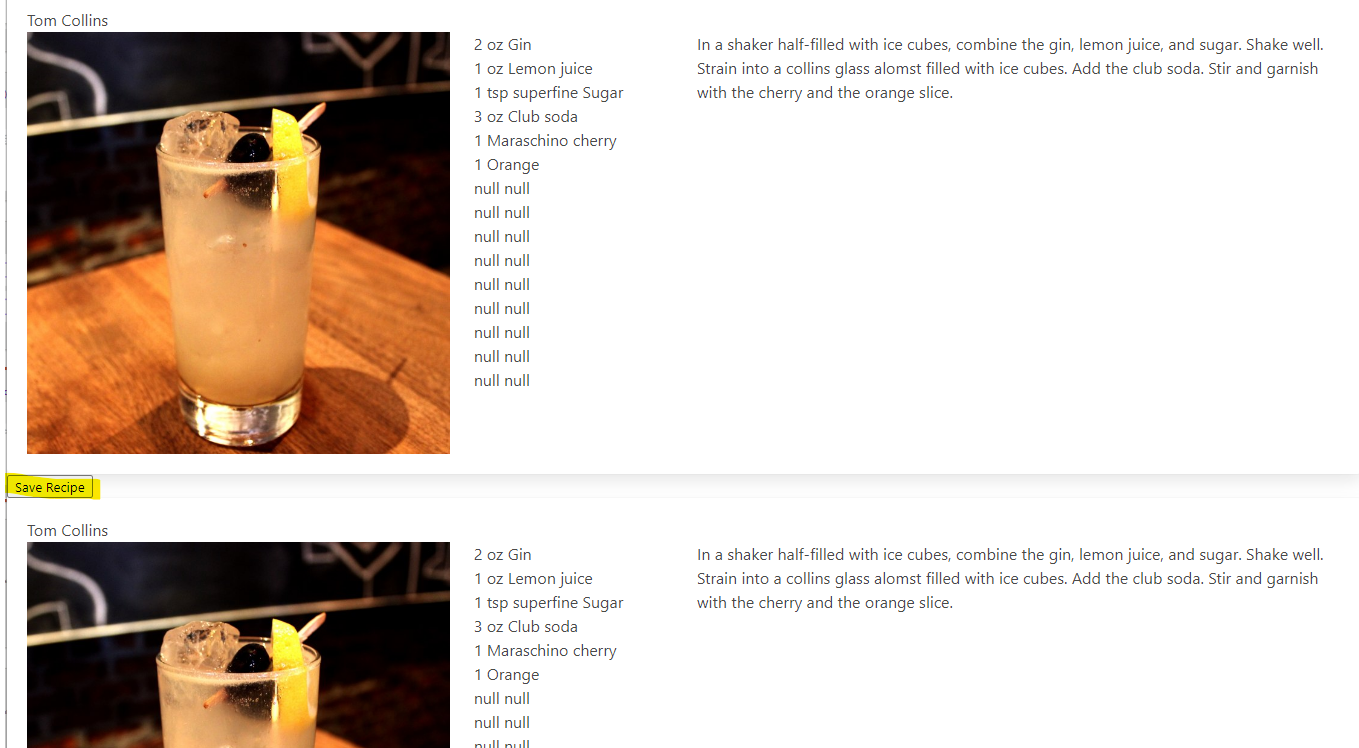 Tom Collins
2 oz Gin
1 oz Lemon juice
1 tsp superfine Sugar
3 oz Club soda
1 Maraschino cherry
1 Orange
null null
null null
null null
null null
null null
null null
null null
null null
null null
In a shaker half-filled with ice cubes, combine the gin, lemon juice, and sugar. Shake well.
Strain into a collins glass alomst filled with ice cubes. Add the club soda. Stir and garnish
with the cherry and the orange slice.
Save Recipe
Tom Collins
2 oz Gin
1 oz Lemon juice
1 tsp superfine Sugar
3 oz Club soda
1 Maraschino cherry
1 Orange
null null
null null
null null
In a shaker half-filled with ice cubes, combine the gin, lemon juice, and sugar. Shake well.
Strain into a collins glass alomst filled with ice cubes. Add the club soda. Stir and garnish
with the cherry and the orange slice.